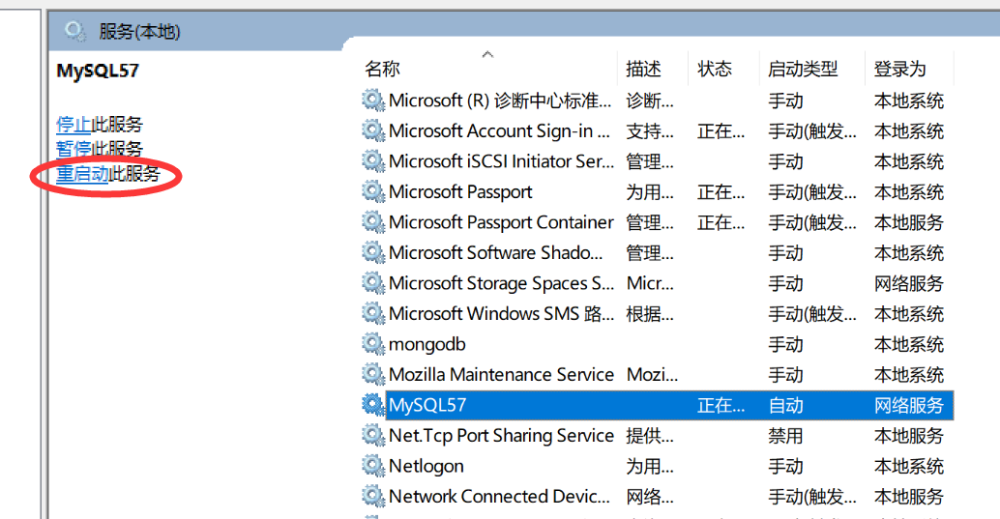 服务(本地)
MySQL57
停止此服务
暂停此服务
重启动此服务
名称 描述 状态 启动类型 登录为
Microsoft (R) 诊断中心标准... 诊断... 手动 本地系统
Microsoft Account Sign-in ... 支持... 正在... 手动(触发... 本地系统
Microsoft iSCSI Initiator Ser... 管理... 手动 本地系统
Microsoft Passport 为用... 正在... 手动(触发... 本地系统
Microsoft Passport Container 管理... 正在... 手动(触发... 本地服务
Microsoft Software Shado... 管理... 手动 本地系统
Microsoft Storage Spaces S... Micr... 手动 网络服务
Microsoft Windows SMS 路... 根据... 手动(触发... 本地系统
mongodb 手动 本地系统
Mozilla Maintenance Service Mozi... 手动 本地系统
MySQL57 正在... 自动 网络服务
Net.Tcp Port Sharing Service 提供... 禁用 本地服务
Netlogon 为用... 手动 本地系统
Network Connected Devic... 网络... 手动(触发... 本地服务